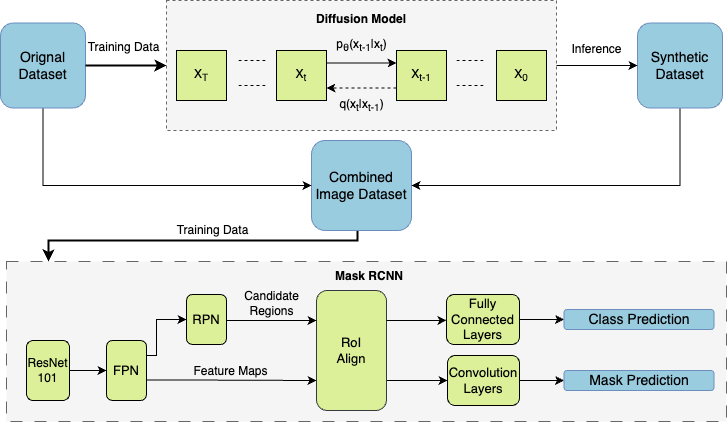 Diffusion Model
Orignal
Dataset
Training Data
x_T
x_t
p_θ(x_{t-1}|x_t)
q(x_t|x_{t-1})
x_{t-1}
x_0
Inference
Synthetic
Dataset
Combined
Image Dataset
Training Data
Mask RCNN
ResNet
101
FPN
RPN
Candidate
Regions
Feature Maps
RoI
Align
Fully
Connected
Layers
Convolution
Layers
Class Prediction
Mask Prediction